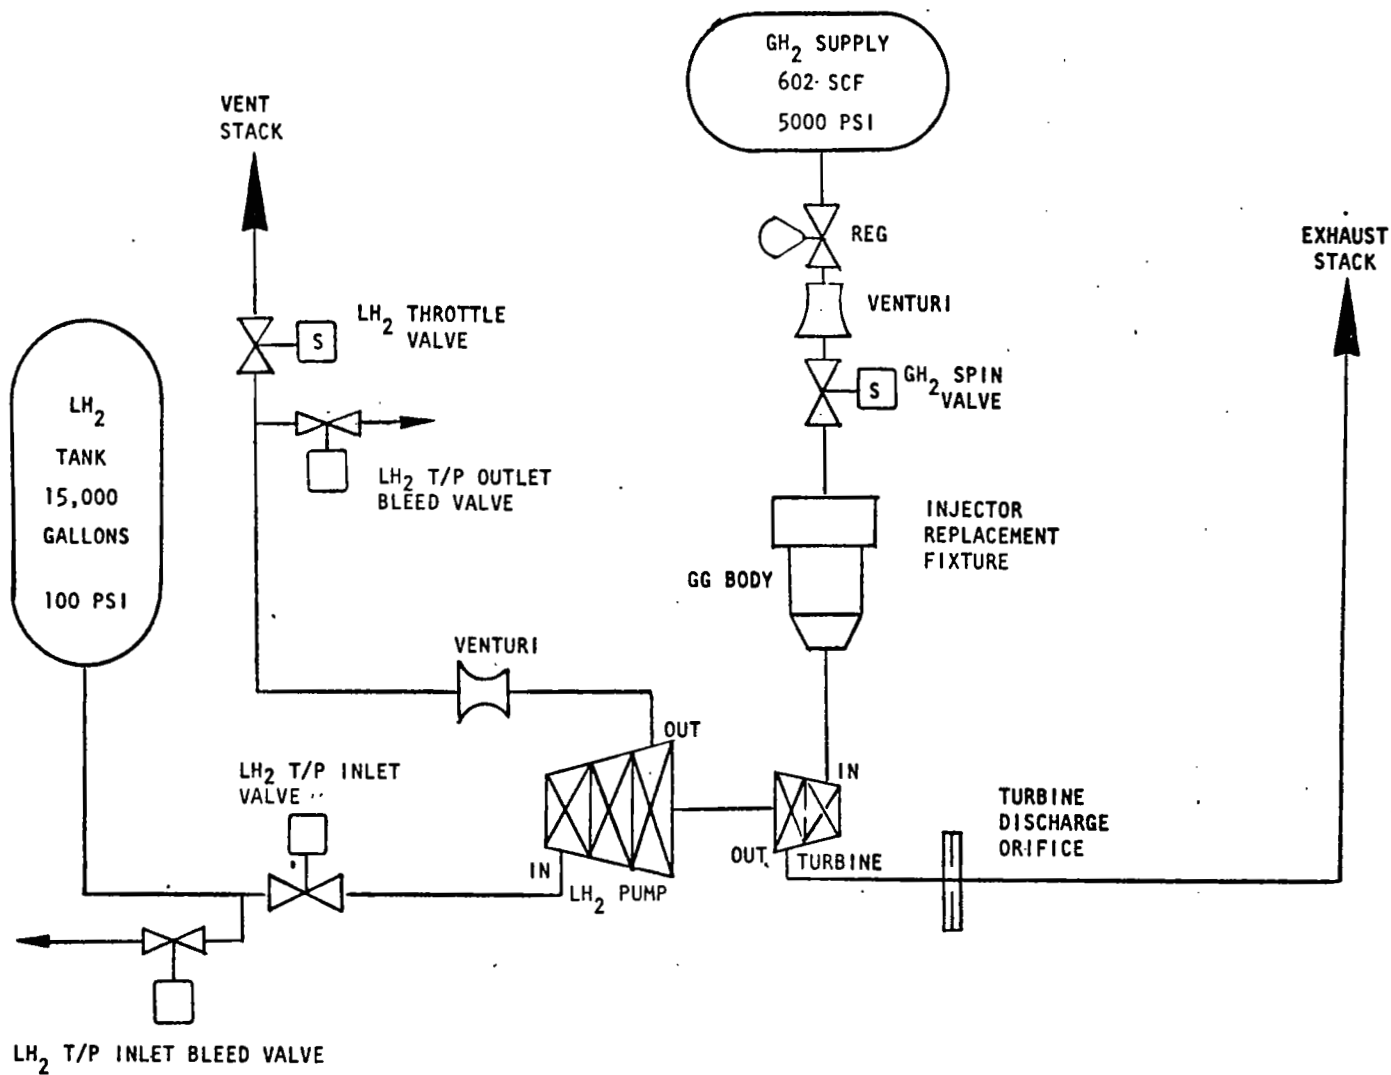 GH2 SUPPLY
602 SCF
5000 PSI
VENT
STACK
REG
EXHAUST
STACK
VENTURI
LH2 THROTTLE
VALVE
S
GH2 SPIN
VALVE
S
LH2
TANK
15,000
GALLONS
100 PSI
LH2 T/P OUTLET
BLEED VALVE
INJECTOR
REPLACEMENT
FIXTURE
GG BODY
VENTURI
OUT
LH2 T/P INLET
VALVE
IN
TURBINE
DISCHARGE
ORIFICE
IN
LH2 PUMP
OUT
TURBINE
LH2 T/P INLET BLEED VALVE